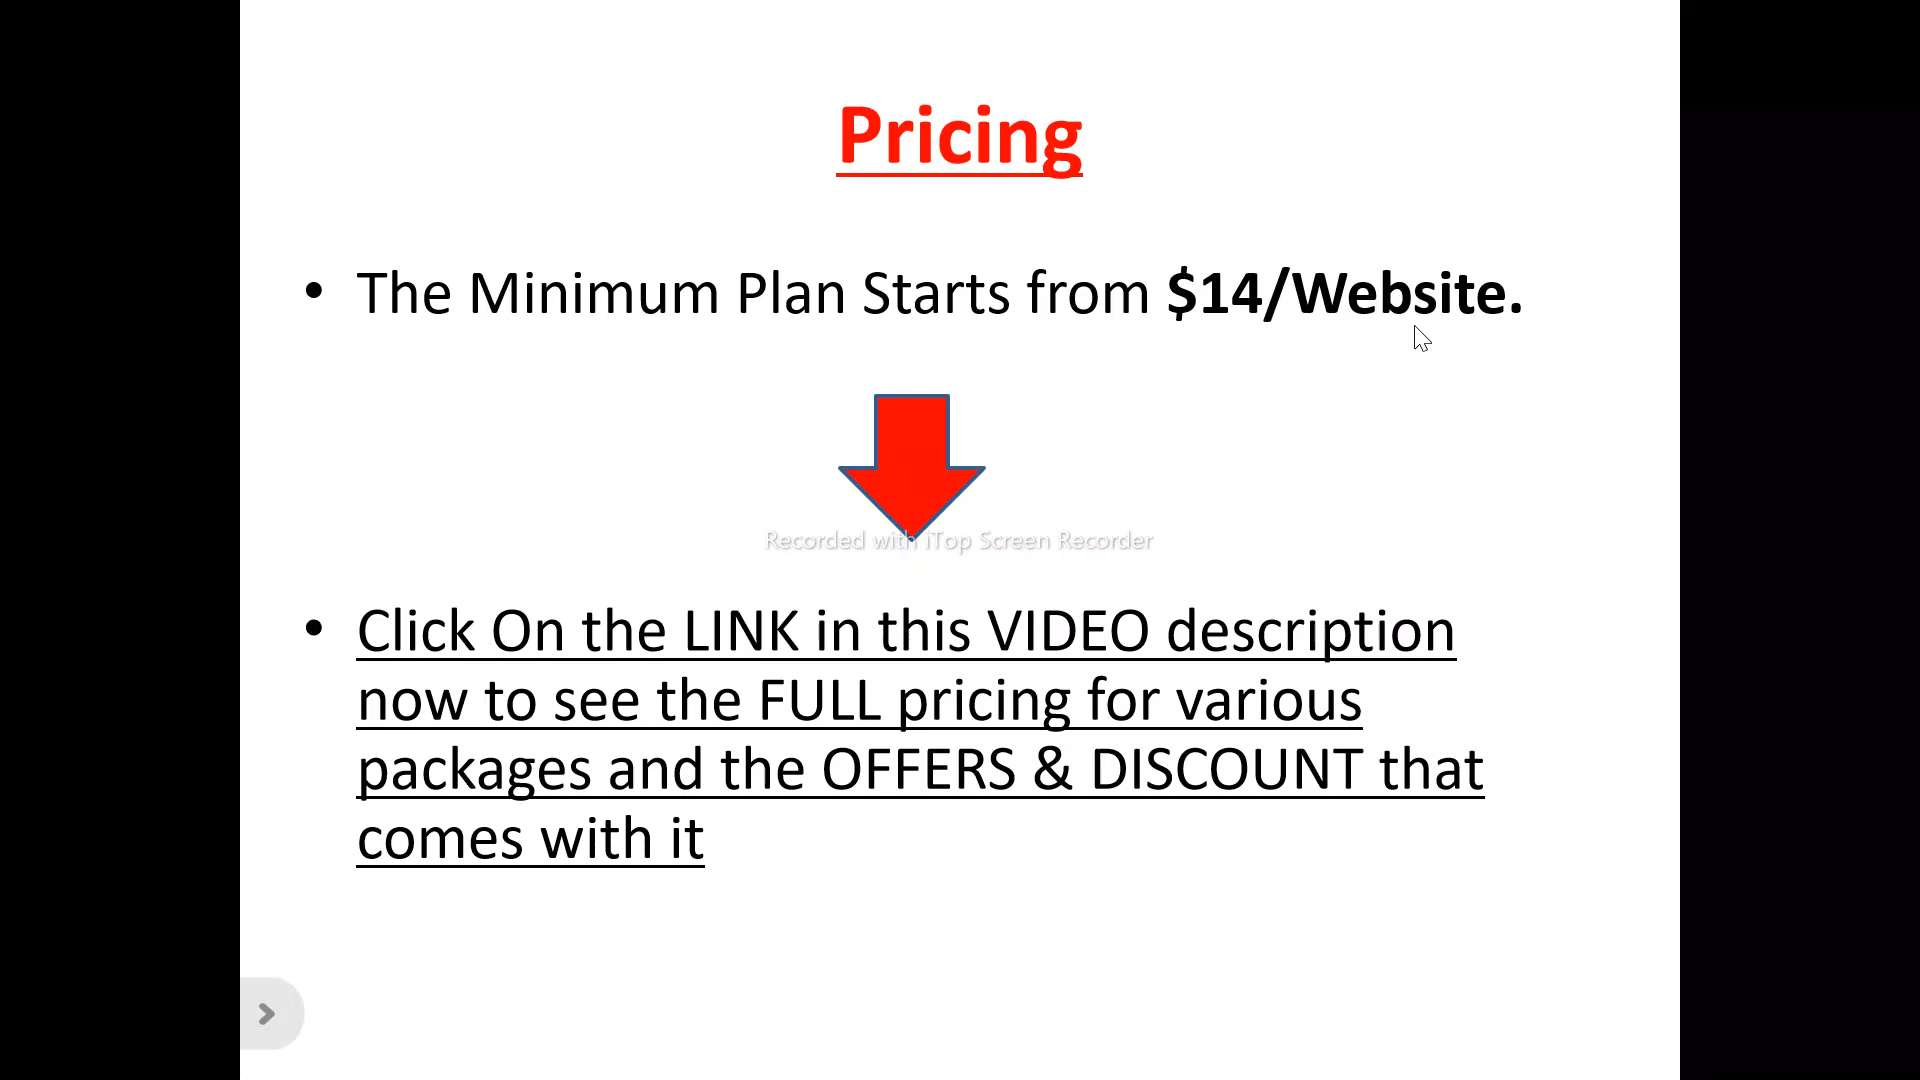 Pricing
• The Minimum Plan Starts from $14/Website.
Recorded with iTop Screen Recorder
• Click On the LINK in this VIDEO description
now to see the FULL pricing for various
packages and the OFFERS & DISCOUNT that
comes with it